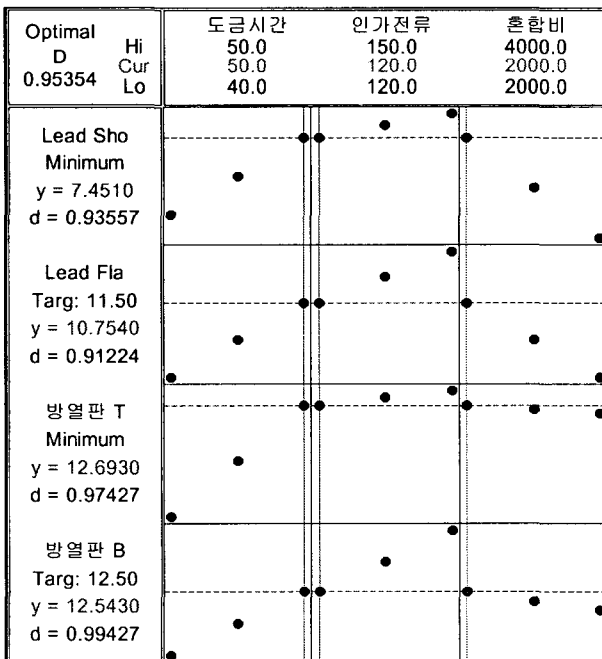 Optimal D 0.95354
Hi
Cur
Lo
도금시간
50.0
50.0
40.0
인가전류
150.0
120.0
120.0
혼합비
4000.0
2000.0
2000.0
Lead Sho
Minimum
y = 7.4510
d = 0.93557
Lead Fla
Targ: 11.50
y = 10.7540
d = 0.91224
방열판 T
Minimum
y = 12.6930
d = 0.97427
방열판 B
Targ: 12.50
y = 12.5430
d = 0.99427